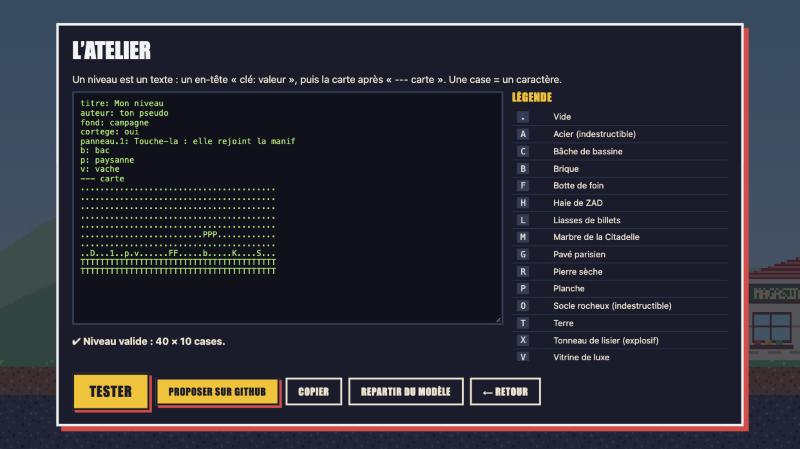 L'ATELIER
Un niveau est un texte : un en-tête « clé: valeur », puis la carte après « --- carte ». Une case = un caractère.
titre: Mon niveau
auteur: ton pseudo
fond: campagne
cortege: oui
panneau.1: Touche-la : elle rejoint la manif
b: bac
p: paysanne
v: vache
--- carte
........................................
........................................
........................................
........................................
........................................
.........................PPP............
........................................
..D...1..p.v......FF.....b.....K....S...
TTTTTTTTTTTTTTTTTTTTTTTTTTTTTTTTTTTTTTTT
TTTTTTTTTTTTTTTTTTTTTTTTTTTTTTTTTTTTTTTT
✔ Niveau valide : 40 × 10 cases.
LÉGENDE
. Vide
A Acier (indestructible)
C Bâche de bassine
B Brique
F Botte de foin
H Haie de ZAD
L Liasses de billets
M Marbre de la Citadelle
G Pavé parisien
R Pierre sèche
P Planche
O Socle rocheux (indestructible)
T Terre
X Tonneau de lisier (explosif)
V Vitrine de luxe
TESTER
PROPOSER SUR GITHUB
COPIER
REPARTIR DU MODÈLE
← RETOUR
MAGASIN